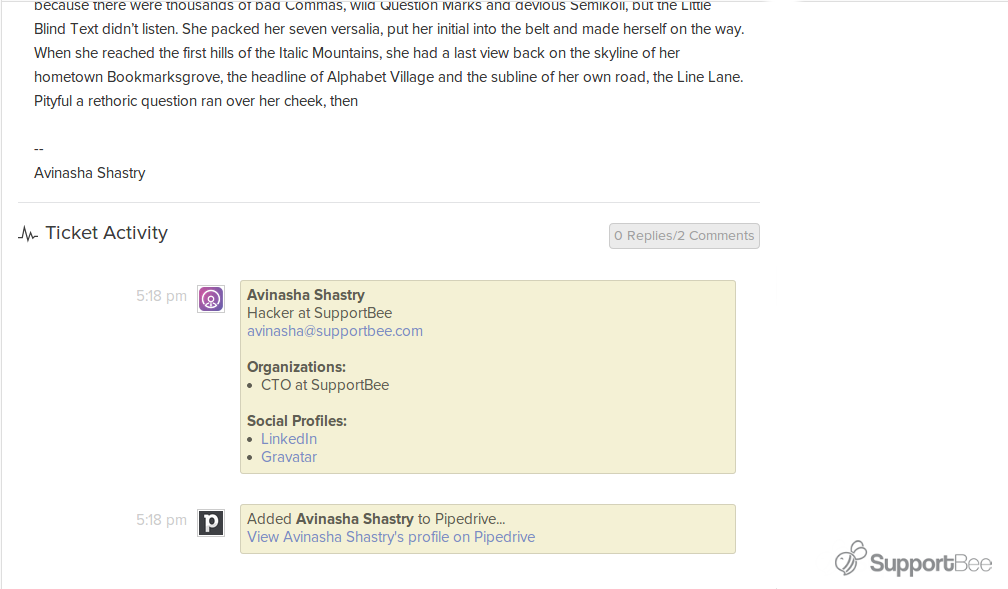 because there were thousands of bad Commas, wild Question Marks and devious Semikoli, but the Little
Blind Text didn’t listen. She packed her seven versalia, put her initial into the belt and made herself on the way.
When she reached the first hills of the Italic Mountains, she had a last view back on the skyline of her
hometown Bookmarksgrove, the headline of Alphabet Village and the subline of her own road, the Line Lane.
Pityful a rethoric question ran over her cheek, then
--
Avinasha Shastry
Ticket Activity
0 Replies/2 Comments
5:18 pm
Avinasha Shastry
Hacker at SupportBee
avinasha@supportbee.com
Organizations:
• CTO at SupportBee
Social Profiles:
• LinkedIn
• Gravatar
5:18 pm
p
Added Avinasha Shastry to Pipedrive...
View Avinasha Shastry's profile on Pipedrive
SupportBee